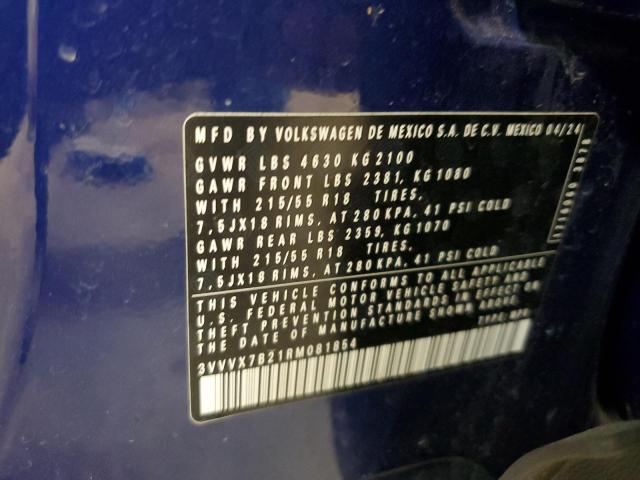 MFD BY VOLKSWAGEN DE MEXICO S.A. DE C.V. MEXICO 04/24
GVWR LBS 4630 KG 2100
GAWR FRONT LBS 2381, KG 1080
WITH 215/55 R18 TIRES,
7,5JX18 RIMS, AT 280 KPA, 41 PSI COLD
GAWR REAR LBS 2359, KG 1070
WITH 215/55 R18 TIRES,
7,5JX18 RIMS, AT 280 KPA, 41 PSI COLD
THIS VEHICLE CONFORMS TO ALL APPLICABLE
U.S. FEDERAL MOTOR VEHICLE SAFETY AND
THEFT PREVENTION STANDARDS IN EFFECT ON
THE DATE OF MANUFACTURE SHOWN ABOVE.
3VVVX7B21RM081654 TYPE: MPV